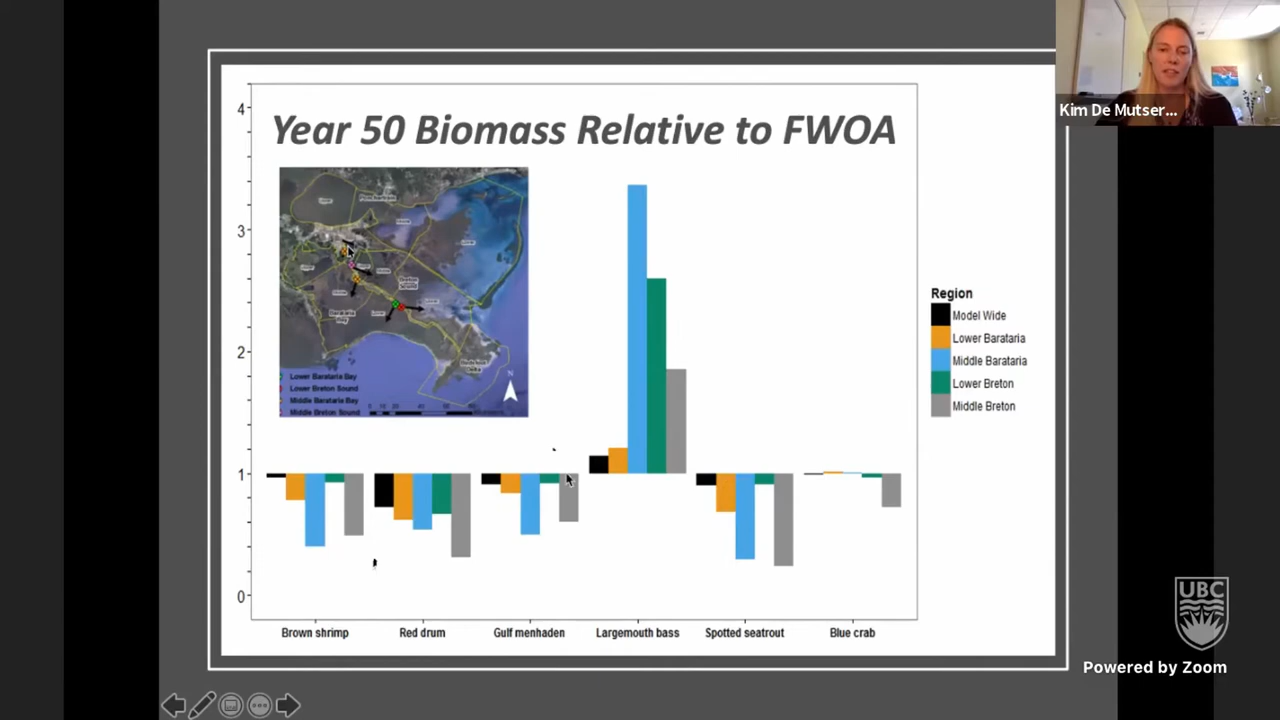 Kim De Mutser...
Year 50 Biomass Relative to FWOA
4
3
2
1
0
Lower Barataria Bay
Lower Breton Sound
Middle Barataria Bay
Middle Breton Sound
N
Region
Model Wide
Lower Barataria
Middle Barataria
Lower Breton
Middle Breton
Brown shrimp
Red drum
Gulf menhaden
Largemouth bass
Spotted seatrout
Blue crab
UBC
Powered by Zoom